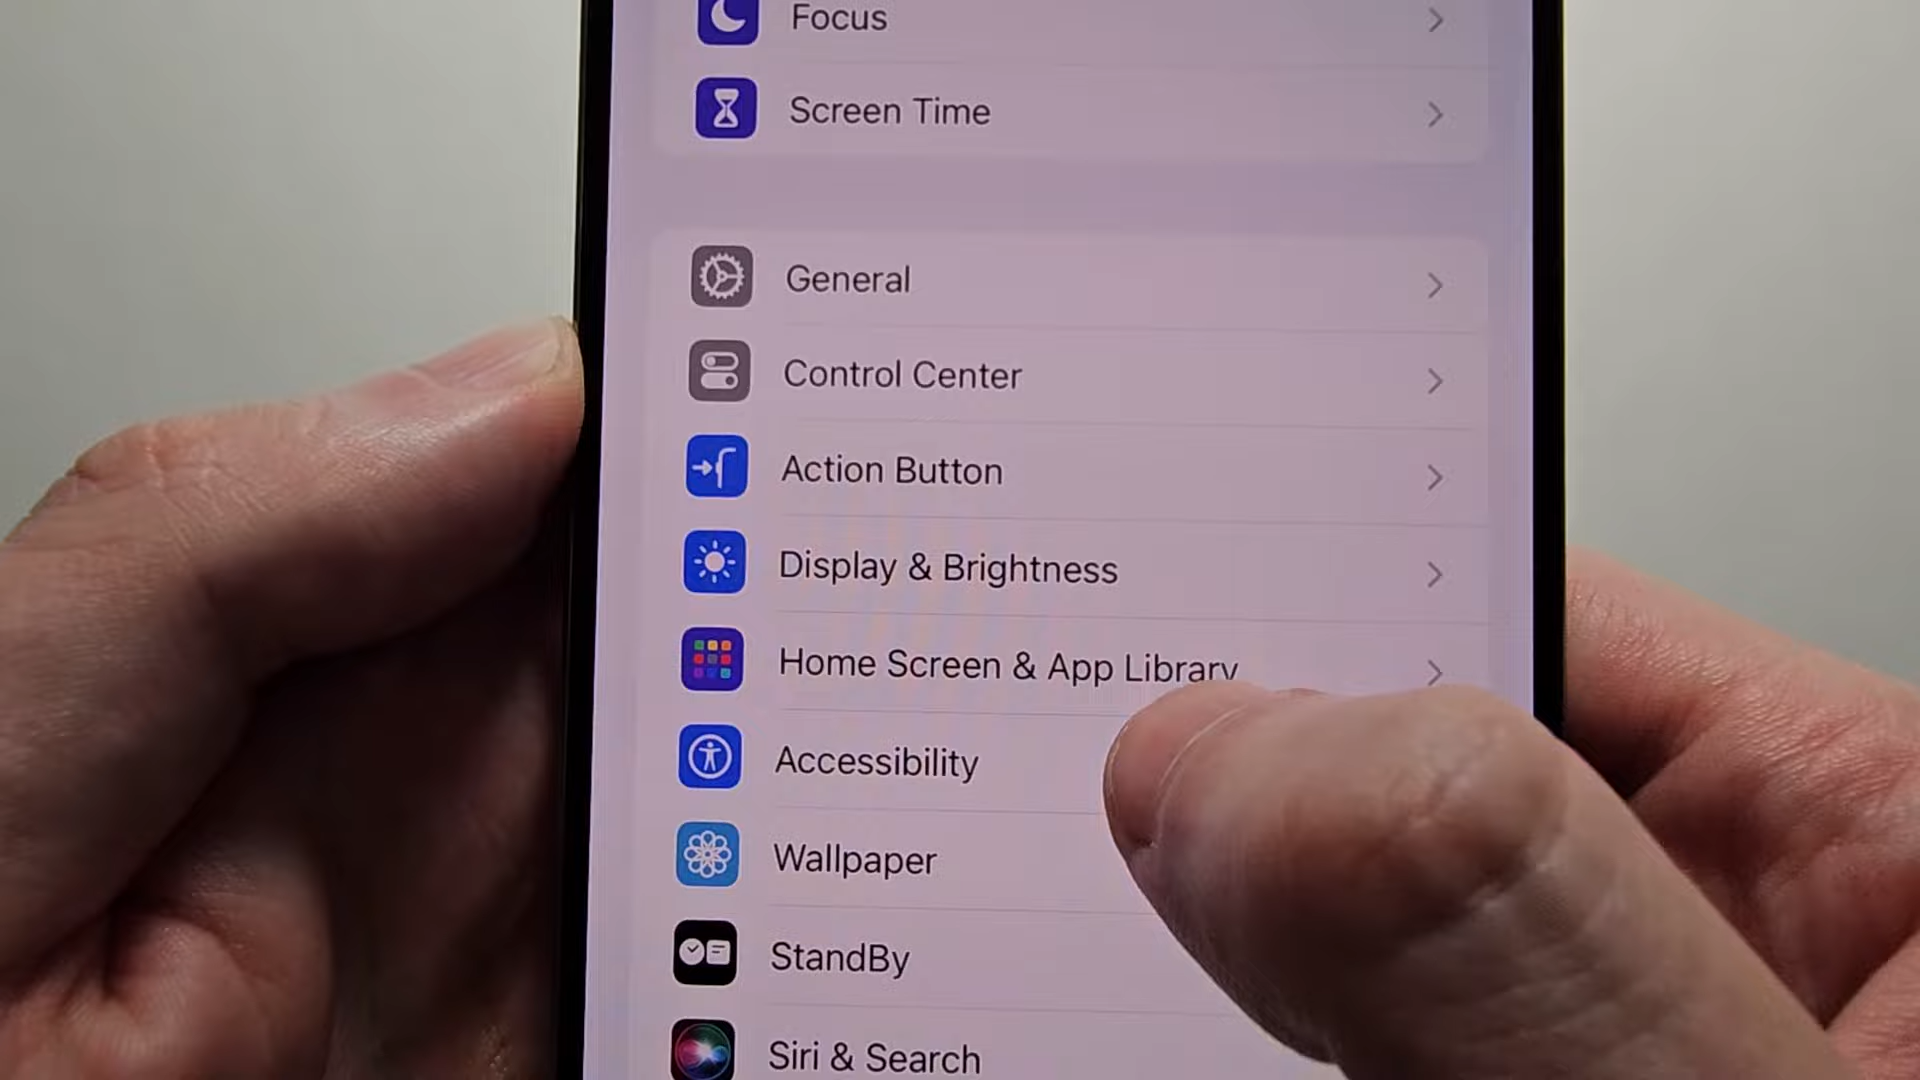 Focus
Screen Time
General
Control Center
Action Button
Display & Brightness
Home Screen & App Library
Accessibility
Wallpaper
StandBy
Siri & Search